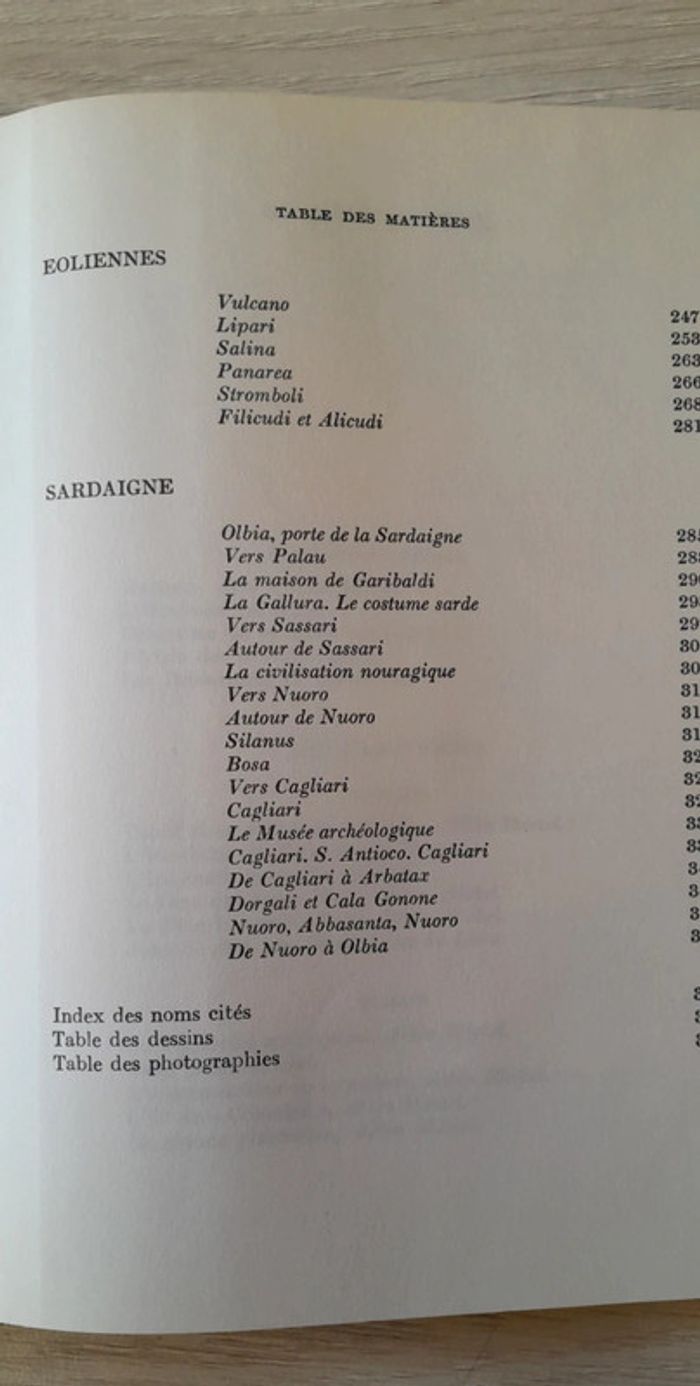 TABLE DES MATIÈRES
EOLIENNES
Vulcano 247
Lipari 253
Salina 263
Panarea 266
Stromboli 268
Filicudi et Alicudi 281
SARDAIGNE
Olbia, porte de la Sardaigne
Vers Palau
La maison de Garibaldi
La Gallura. Le costume sarde
Vers Sassari
Autour de Sassari
La civilisation nouragique
Vers Nuoro
Autour de Nuoro
Silanus
Bosa
Vers Cagliari
Cagliari
Le Musée archéologique
Cagliari. S. Antioco. Cagliari
De Cagliari à Arbatax
Dorgali et Cala Gonone
Nuoro, Abbasanta, Nuoro
De Nuoro à Olbia
Index des noms cités
Table des dessins
Table des photographies